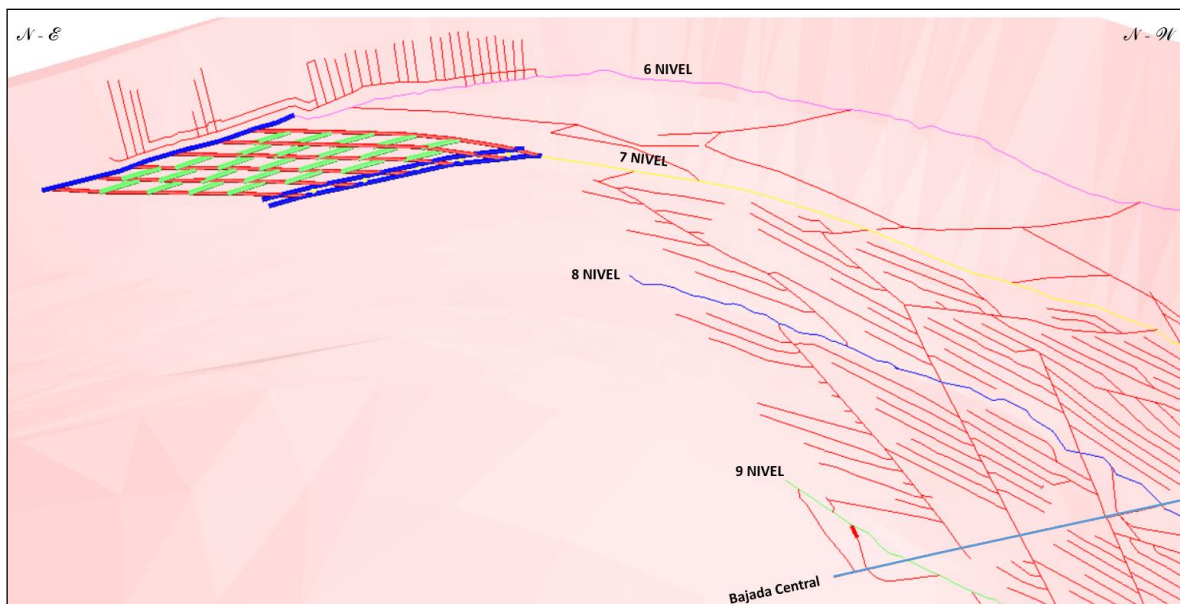 N - E
N - W
6 NIVEL
7 NIVEL
8 NIVEL
9 NIVEL
Bajada Central